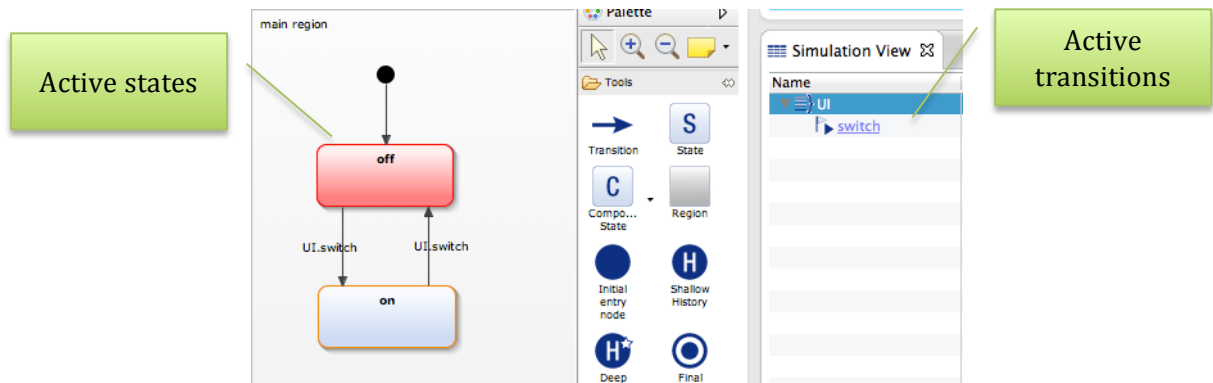 Active states
main region
off
UI.switch
UI.switch
on
Palette
Tools
Transition
State
S
C
Compo...
State
Region
Initial
entry
node
H
Shallow
History
H
Deep
Final
Simulation View
Name
UI
switch
Active
transitions